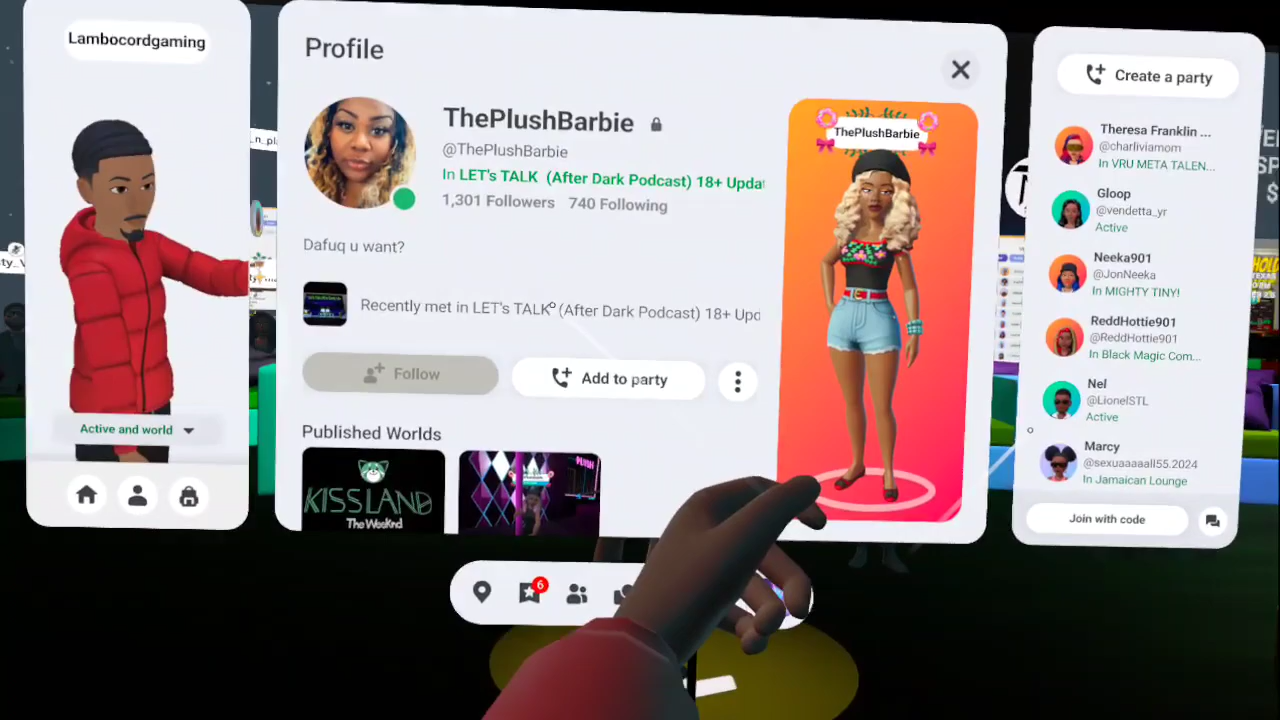 Lambocordgaming
Active and world
Profile
ThePlushBarbie
@ThePlushBarbie
In LET's TALK (After Dark Podcast) 18+ Updat
1,301 Followers 740 Following
Dafuq u want?
Recently met in LET's TALK° (After Dark Podcast) 18+ Upd
Follow
Add to party
Published Worlds
KISSLAND
The Weeknd
PLUSH
ThePlushBarbie
6
Create a party
Theresa Franklin ...
@charliviamom
In VRU META TALEN...
Gloop
@vendetta_yr
Active
Neeka901
@JonNeeka
In MIGHTY TINY!
ReddHottie901
@ReddHottie901
In Black Magic Com...
Nel
@LionelSTL
Active
Marcy
@sexuaaaaall55.2024
In Jamaican Lounge
Join with code